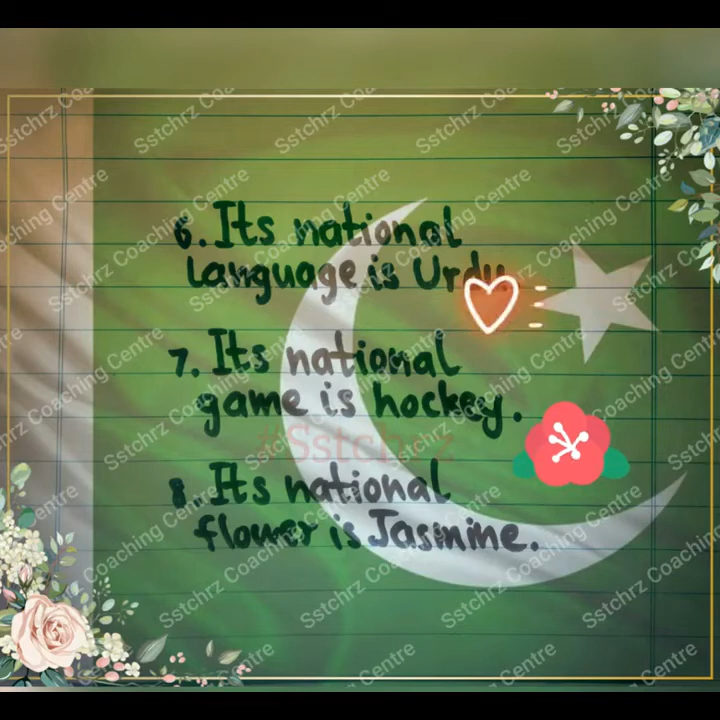 6. Its national
language is Urdu.
7. Its national
game is hockey.
#Sstchrz
8. Its national
flower is Jasmine.
Sstchrz Coaching Centre